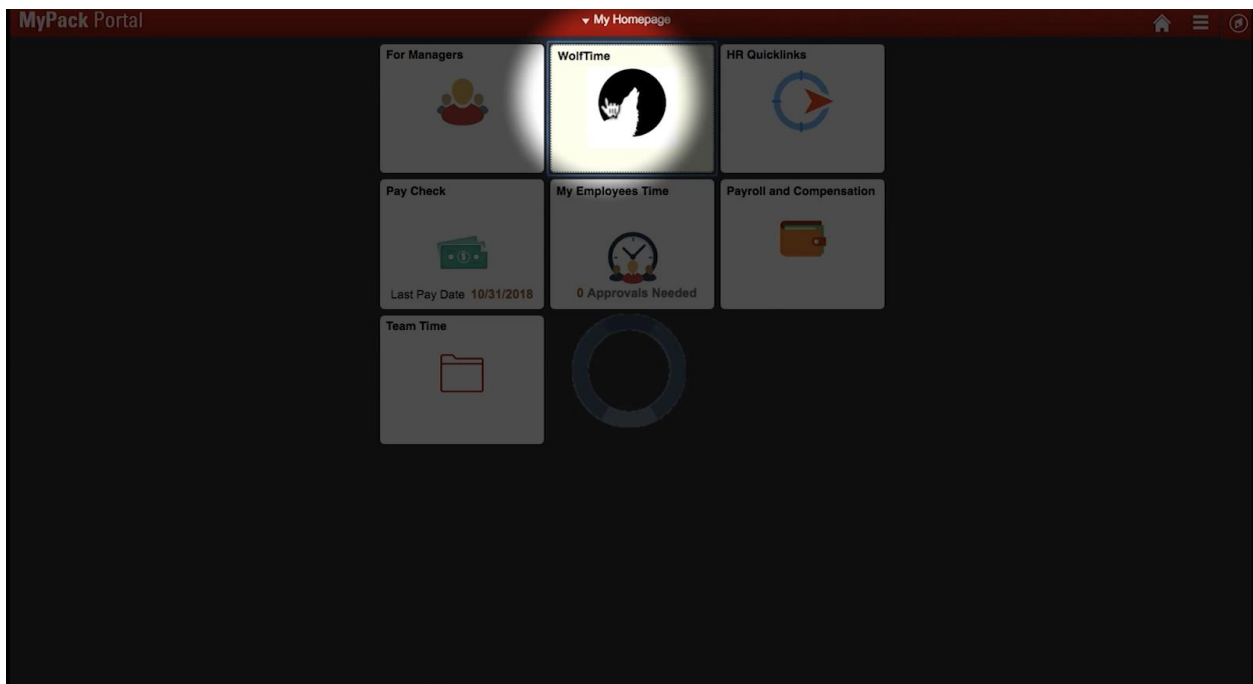 MyPack Portal
My Homepage
For Managers
WolfTime
HR Quicklinks
Pay Check
Last Pay Date 10/31/2018
My Employees Time
0 Approvals Needed
Payroll and Compensation
Team Time